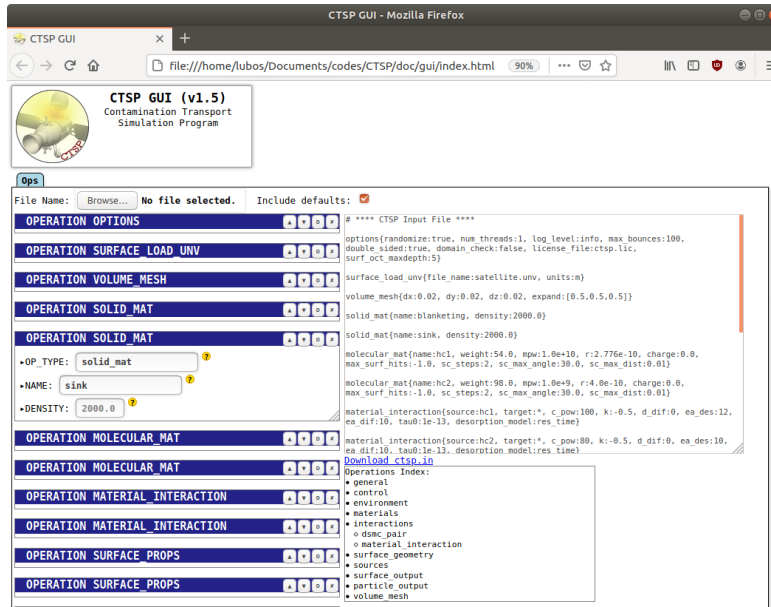 CTSP GUI - Mozilla Firefox
CTSP GUI
file:///home/lubos/Documents/codes/CTSP/doc/gui/index.html 90%
CTSP GUI (v1.5)
Contamination Transport
Simulation Program
CTSP
Ops
File Name: Browse... No file selected. Include defaults:
OPERATION OPTIONS
OPERATION SURFACE_LOAD_UNV
OPERATION VOLUME_MESH
OPERATION SOLID_MAT
OPERATION SOLID_MAT
▸OP_TYPE: solid_mat ?
▸NAME: sink ?
▸DENSITY: 2000.0 ?
OPERATION MOLECULAR_MAT
OPERATION MOLECULAR_MAT
OPERATION MATERIAL_INTERACTION
OPERATION MATERIAL_INTERACTION
OPERATION SURFACE_PROPS
OPERATION SURFACE_PROPS
# **** CTSP Input File ****
options{randomize:true, num_threads:1, log_level:info, max_bounces:100,
double_sided:true, domain_check:false, license_file:ctsp.lic,
surf_oct_maxdepth:5}
surface_load_unv{file_name:satellite.unv, units:m}
volume_mesh{dx:0.02, dy:0.02, dz:0.02, expand:[0.5,0.5,0.5]}
solid_mat{name:blanketing, density:2000.0}
solid_mat{name:sink, density:2000.0}
molecular_mat{name:hc1, weight:54.0, mpw:1.0e+10, r:2.776e-10, charge:0.0,
max_surf_hits:-1.0, sc_steps:2, sc_max_angle:30.0, sc_max_dist:0.01}
molecular_mat{name:hc2, weight:98.0, mpw:1.0e+9, r:4.0e-10, charge:0.0,
max_surf_hits:-1.0, sc_steps:2, sc_max_angle:30.0, sc_max_dist:0.01}
material_interaction{source:hc1, target:*, c_pow:100, k:-0.5, d_dif:0, ea_des:12,
ea_dif:10, tau0:1e-13, desorption_model:res_time}
material_interaction{source:hc2, target:*, c_pow:80, k:-0.5, d_dif:0, ea_des:10,
ea_dif:10, tau0:1e-13, desorption_model:res_time}
Download ctsp.in
Operations Index:
• general
• control
• environment
• materials
• interactions
◦ dsmc_pair
◦ material_interaction
• surface_geometry
• sources
• surface_output
• particle_output
• volume_mesh